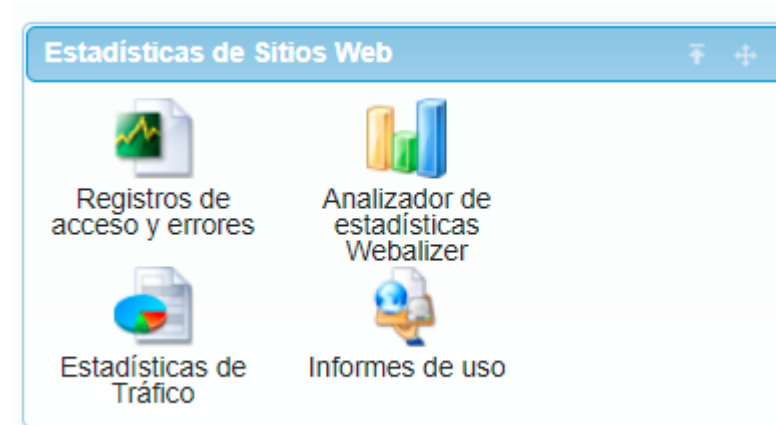 Estadísticas de Sitios Web
Registros de
acceso y errores
Analizador de
estadísticas
Webalizer
Estadísticas de
Tráfico
Informes de uso